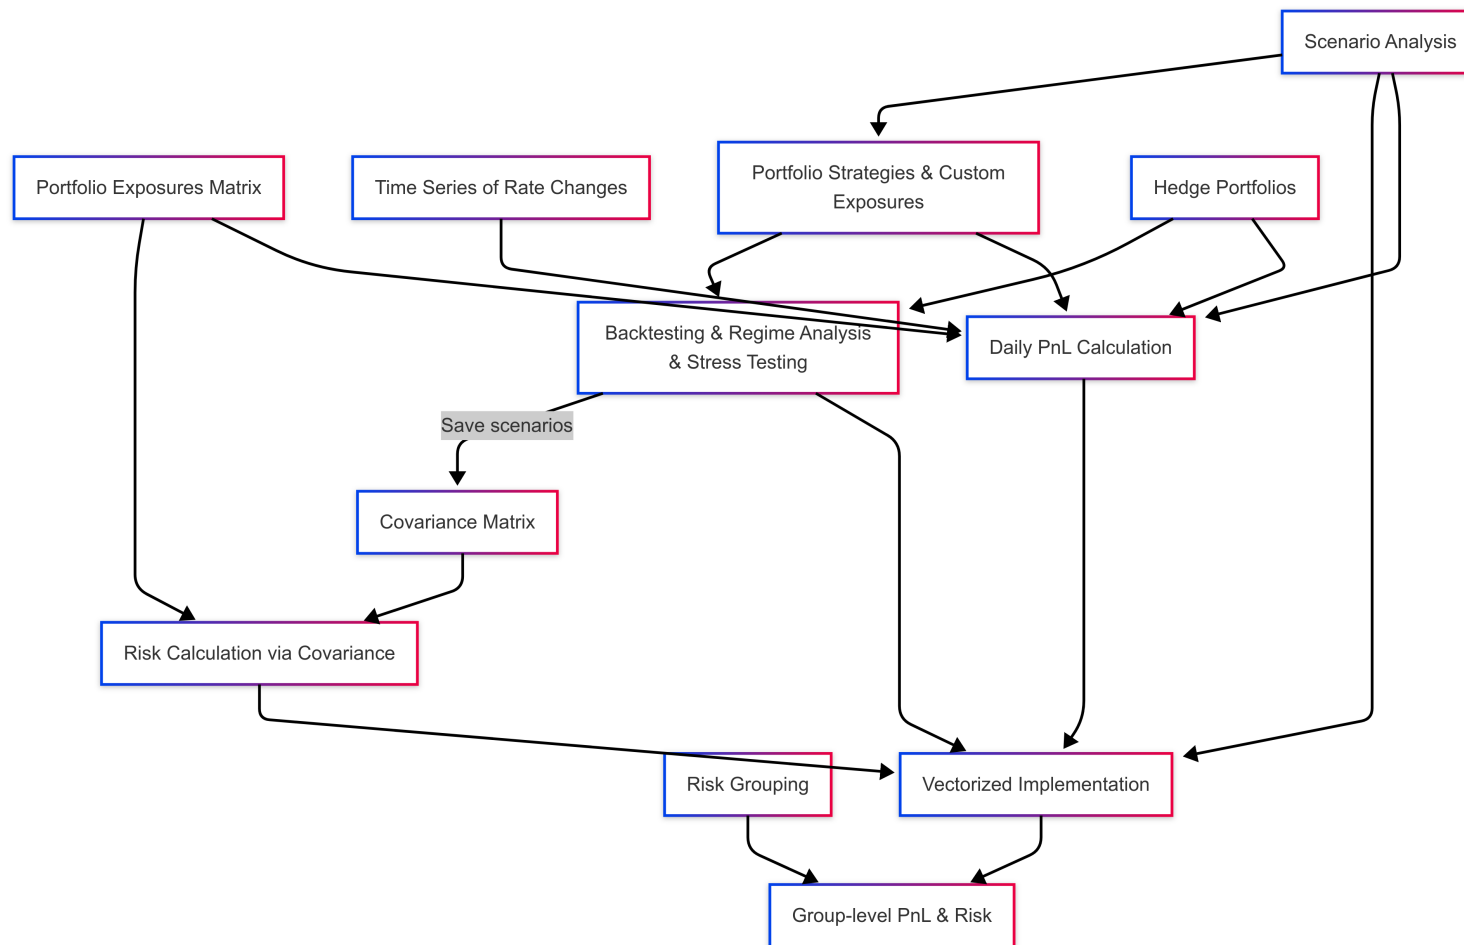 Scenario Analysis
Portfolio Exposures Matrix
Time Series of Rate Changes
Portfolio Strategies & Custom
Exposures
Hedge Portfolios
Backtesting & Regime Analysis
& Stress Testing
Daily PnL Calculation
Save scenarios
Covariance Matrix
Risk Calculation via Covariance
Risk Grouping
Vectorized Implementation
Group-level PnL & Risk